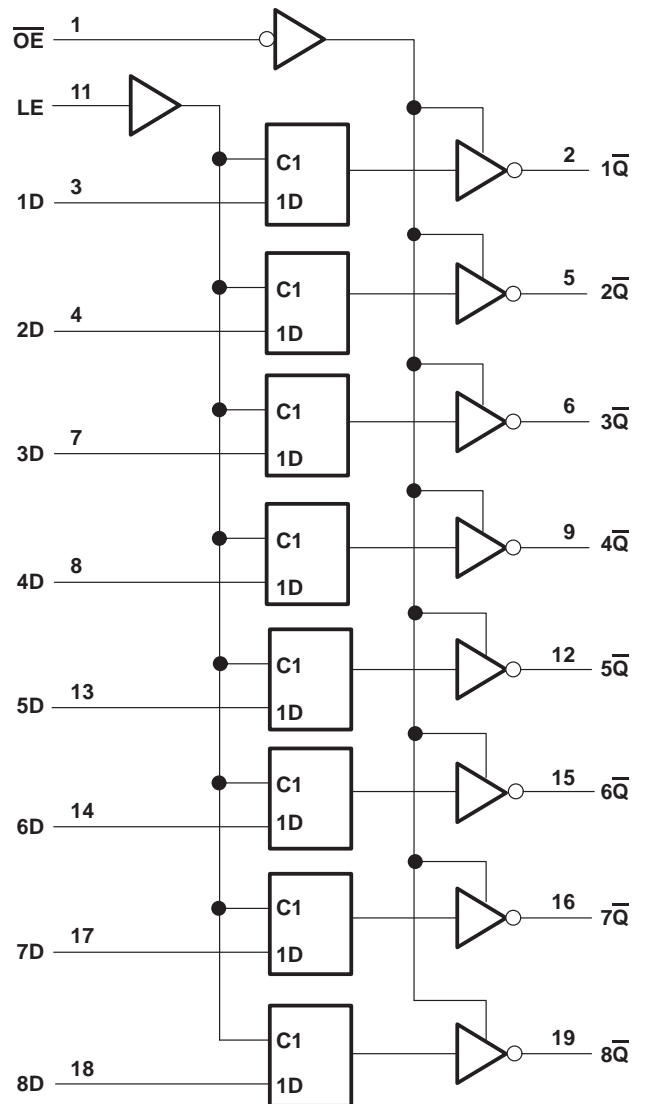 O̅E̅ 1
LE 11
C1
2 1Q̅
1D 3 1D
C1
5 2Q̅
2D 4 1D
C1
6 3Q̅
3D 7 1D
C1
9 4Q̅
4D 8 1D
C1
12 5Q̅
5D 13 1D
C1
15 6Q̅
6D 14 1D
C1
16 7Q̅
7D 17 1D
C1
19 8Q̅
8D 18 1D